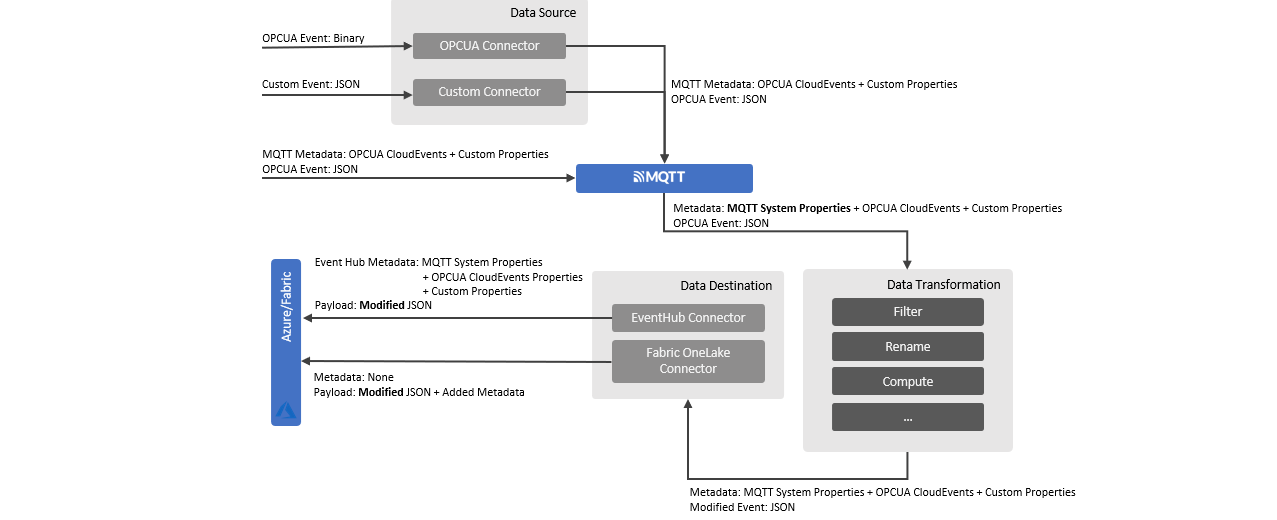 Data Source
OPCUA Event: Binary
OPCUA Connector
Custom Event: JSON
Custom Connector
MQTT Metadata: OPCUA CloudEvents + Custom Properties
OPCUA Event: JSON
MQTT Metadata: OPCUA CloudEvents + Custom Properties
OPCUA Event: JSON
MQTT
Metadata: MQTT System Properties + OPCUA CloudEvents + Custom Properties
OPCUA Event: JSON
Azure/Fabric
Event Hub Metadata: MQTT System Properties
+ OPCUA CloudEvents Properties
+ Custom Properties
Payload: Modified JSON
Metadata: None
Payload: Modified JSON + Added Metadata
Data Destination
EventHub Connector
Fabric OneLake
Connector
Data Transformation
Filter
Rename
Compute
...
Metadata: MQTT System Properties + OPCUA CloudEvents + Custom Properties
Modified Event: JSON